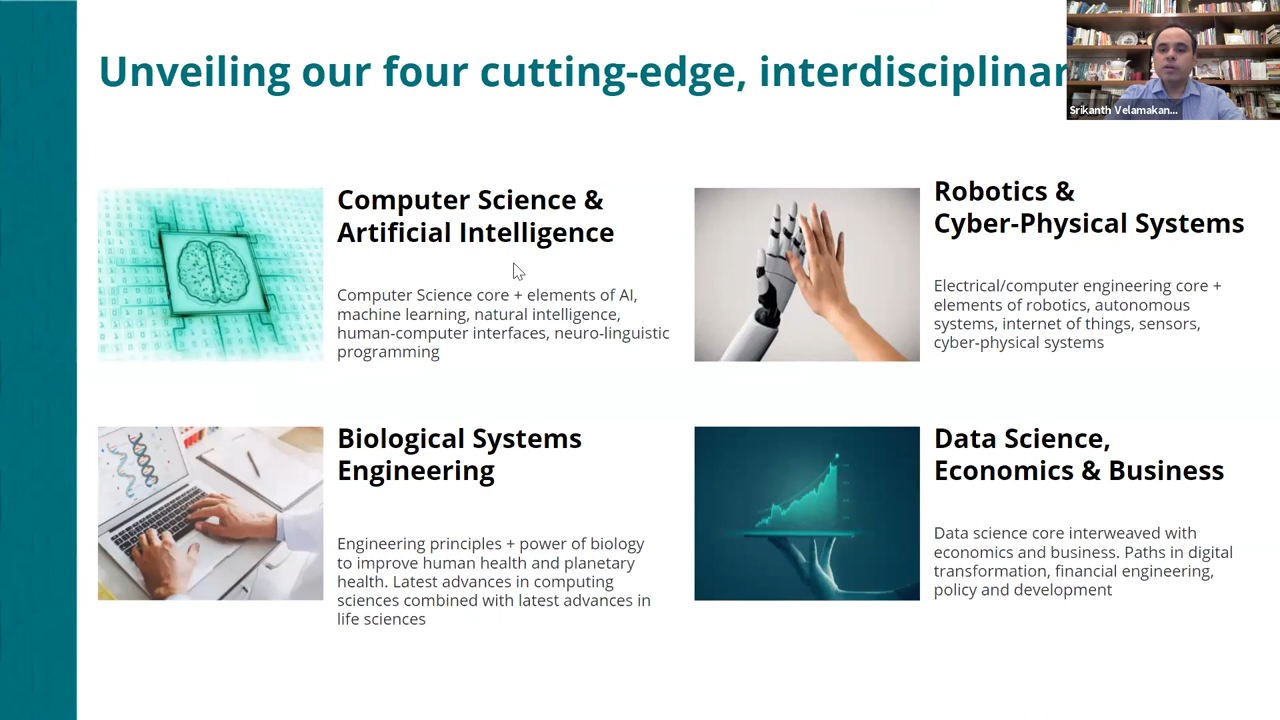 Unveiling our four cutting-edge, interdisciplinar
Srikanth Velamakan...
Computer Science &
Artificial Intelligence
Computer Science core + elements of AI,
machine learning, natural intelligence,
human-computer interfaces, neuro-linguistic
programming
Robotics &
Cyber-Physical Systems
Electrical/computer engineering core +
elements of robotics, autonomous
systems, internet of things, sensors,
cyber-physical systems
Biological Systems
Engineering
Engineering principles + power of biology
to improve human health and planetary
health. Latest advances in computing
sciences combined with latest advances in
life sciences
Data Science,
Economics & Business
Data science core interweaved with
economics and business. Paths in digital
transformation, financial engineering,
policy and development